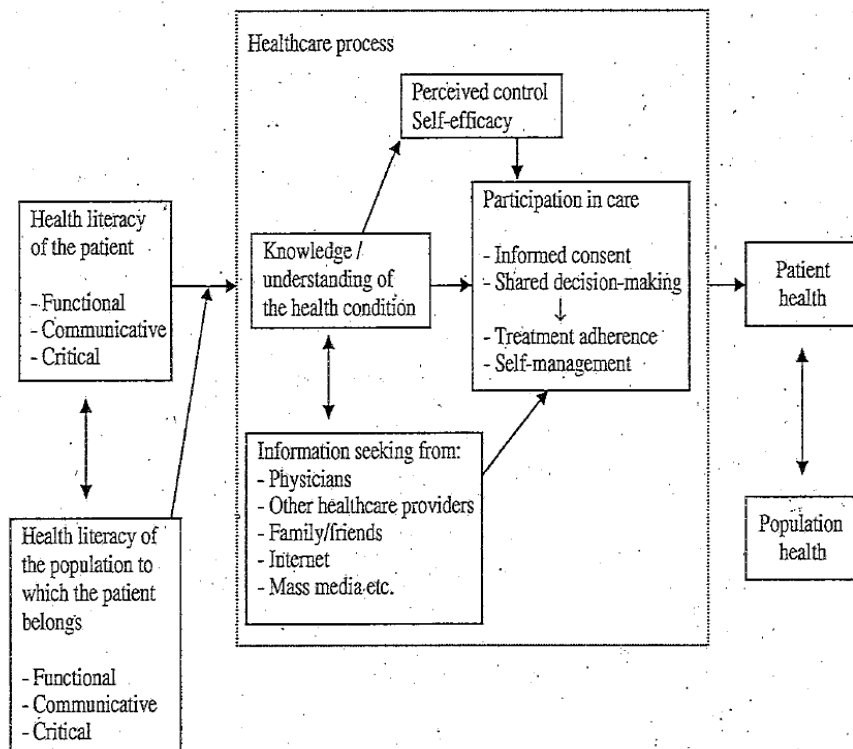 Healthcare process
Perceived control
Self-efficacy
Health literacy
of the patient
- Functional
- Communicative
- Critical
Knowledge /
understanding of
the health condition
Participation in care
- Informed consent
- Shared decision-making
- Treatment adherence
- Self-management
Patient
health
Information seeking from:
- Physicians
- Other healthcare providers
- Family/friends
- Internet
- Mass media etc.
Health literacy of
the population to
which the patient
belongs
- Functional
- Communicative
- Critical
Population
health